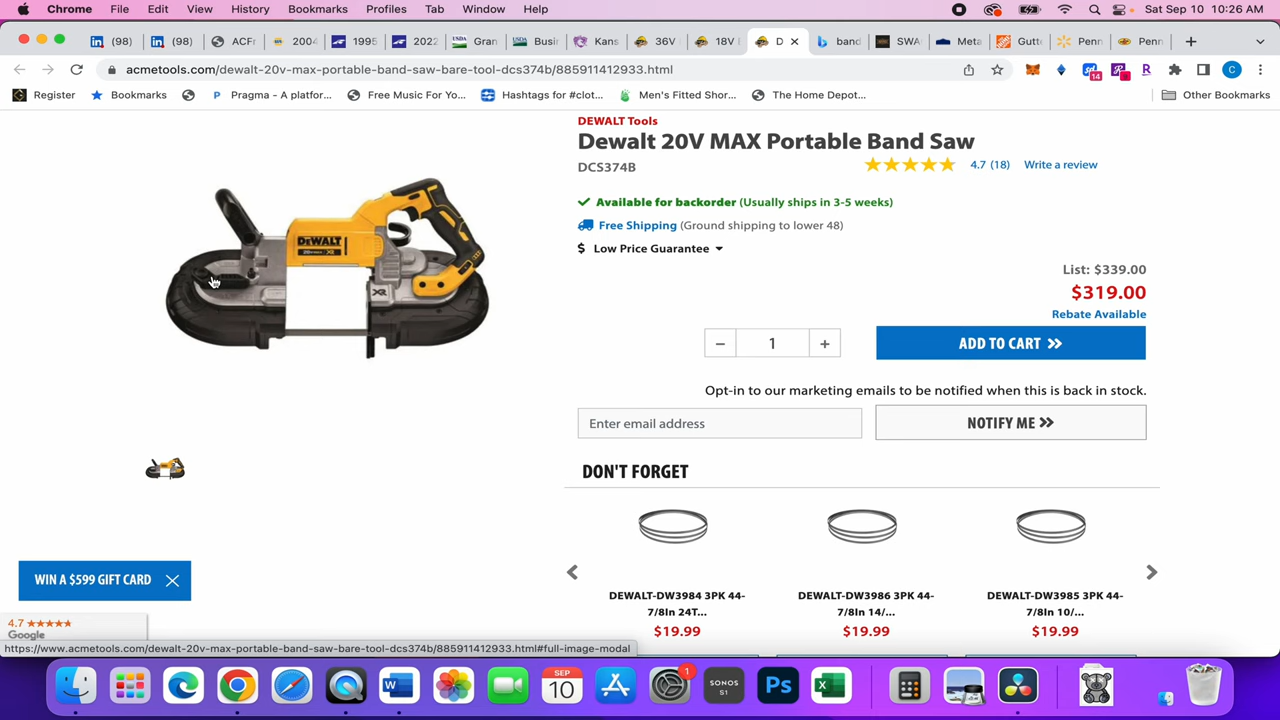 Chrome File Edit View History Bookmarks Profiles Tab Window Help Sat Sep 10 10:26 AM
(98) (98) ACF 2004 1995 2022 Gran Busi Kans 36V 18V D band SWA Meta Gutt Penn Penn
acmetools.com/dewalt-20v-max-portable-band-saw-bare-tool-dcs374b/885911412933.html 14 C
Register Bookmarks Pragma - A platfor... Free Music For Yo... Hashtags for #clot... Men's Fitted Shor... The Home Depot... Other Bookmarks
DEWALT Tools
Dewalt 20V MAX Portable Band Saw
DCS374B 4.7 (18) Write a review
Available for backorder (Usually ships in 3-5 weeks)
Free Shipping (Ground shipping to lower 48)
$ Low Price Guarantee
DEWALT
XR
List: $339.00
$319.00
Rebate Available
− 1 + ADD TO CART
Opt-in to our marketing emails to be notified when this is back in stock.
Enter email address NOTIFY ME
DON'T FORGET
DEWALT-DW3984 3PK 44-
7/8In 24T...
$19.99
DEWALT-DW3986 3PK 44-
7/8In 14/...
$19.99
DEWALT-DW3985 3PK 44-
7/8In 10/...
$19.99
WIN A $599 GIFT CARD
4.7
Google
https://www.acmetools.com/dewalt-20v-max-portable-band-saw-bare-tool-dcs374b/885911412933.html#full-image-modal
SEP
10
1
SONOS
S1
Ps